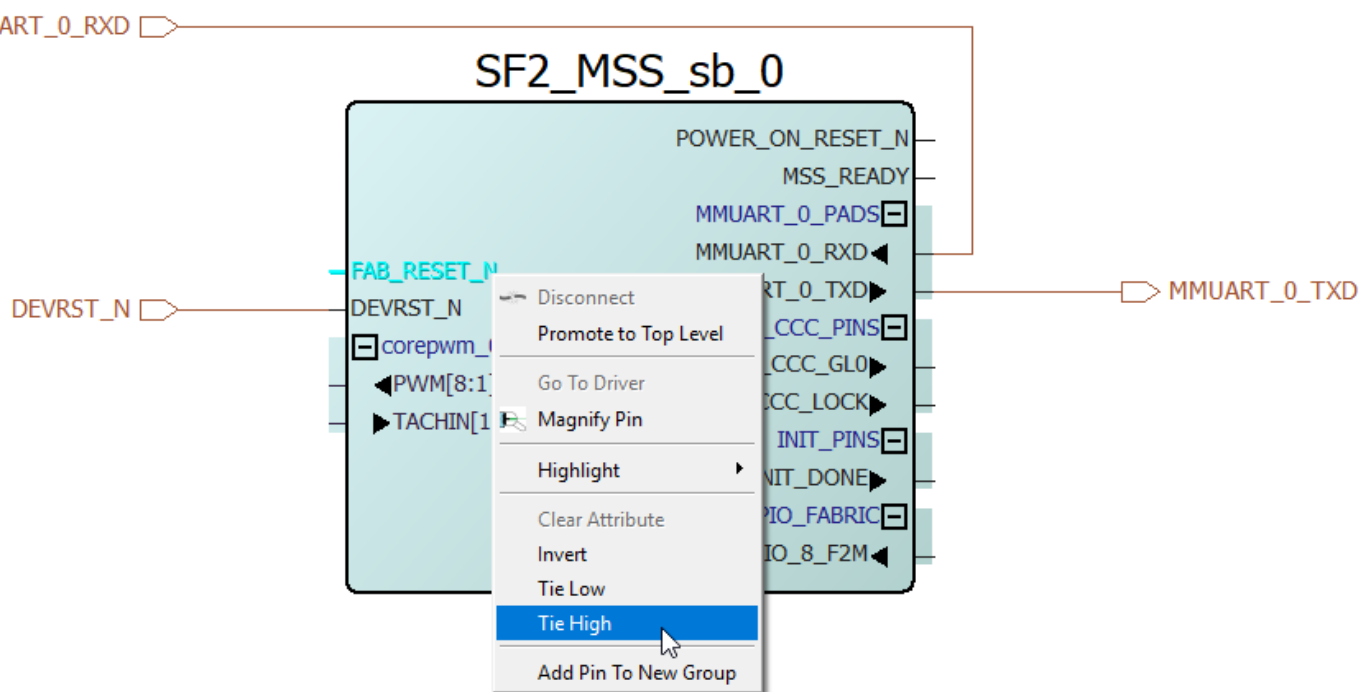 ART_0_RXD
SF2_MSS_sb_0
POWER_ON_RESET_N
MSS_READY
MMUART_0_PADS
MMUART_0_RXD
FAB_RESET_N
RT_0_TXD
MMUART_0_TXD
DEVRST_N
DEVRST_N
_CCC_PINS
corepwm_
CCC_GL0
PWM[8:1]
CCC_LOCK
TACHIN[1
INIT_PINS
NIT_DONE
PIO_FABRIC
IO_8_F2M
Disconnect
Promote to Top Level
Go To Driver
Magnify Pin
Highlight
Clear Attribute
Invert
Tie Low
Tie High
Add Pin To New Group